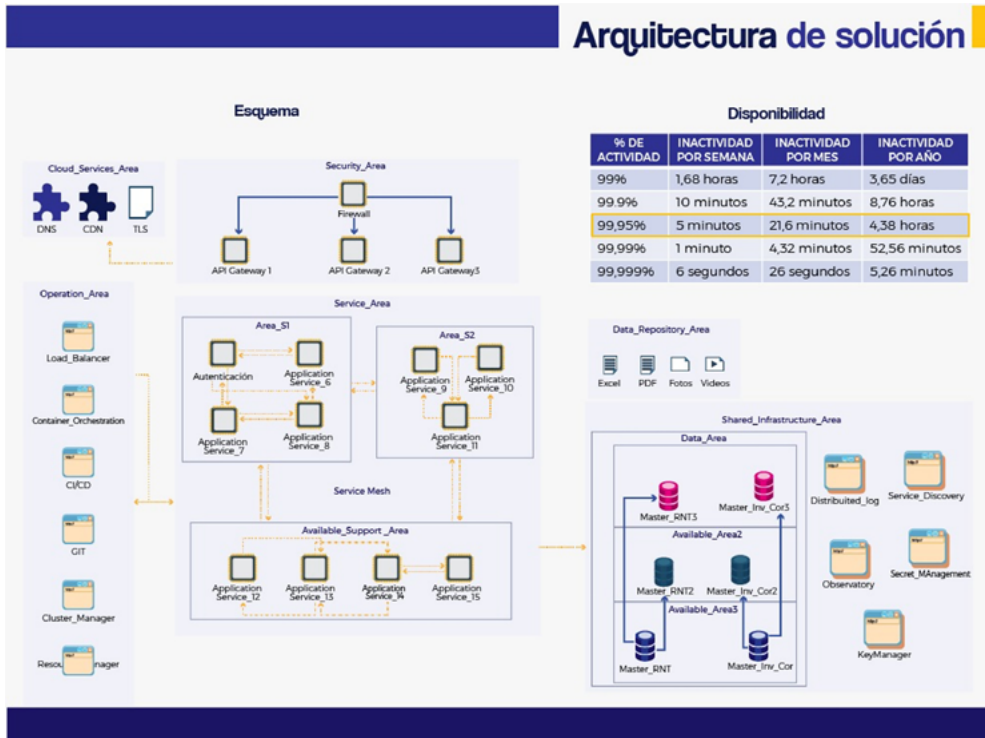 Arquitectura de solución
Esquema
Disponibilidad
% DE ACTIVIDAD
INACTIVIDAD POR SEMANA
INACTIVIDAD POR MES
INACTIVIDAD POR AÑO
99% 1,68 horas 7,2 horas 3,65 días
99.9% 10 minutos 43,2 minutos 8,76 horas
99,95% 5 minutos 21,6 minutos 4,38 horas
99,99% 1 minuto 4,32 minutos 52,56 minutos
99,999% 6 segundos 26 segundos 5,26 minutos
Cloud_Services_Area
DNS CDN TLS
Security_Area
Firewall
API Gateway 1 API Gateway 2 API Gateway3
Operation_Area
Load_Balancer
Container_Orchestration
CI/CD
GIT
Cluster_Manager
Resou nager
Service_Area
Area_S1
Autenticación
Application
Service_6
Application
Service_7
Application
Service_8
Area_S2
Application
Service_9
Application
Service_10
Application
Service_11
Service Mesh
Available_Support_Area
Application
Service_12
Application
Service_13
Application
Service_14
Application
Service_15
Data_Repository_Area
Excel PDF Fotos Videos
Shared_Infrastructure_Area
Data_Area
Master_RNT3
Master_Inv_Cor3
Available_Area2
Master_RNT2
Master_Inv_Cor2
Available_Area3
Master_RNT
Master_Inv_Cor
Distribuited_log
Service_Discovery
Observatory
Secret_MAnagement
KeyManager